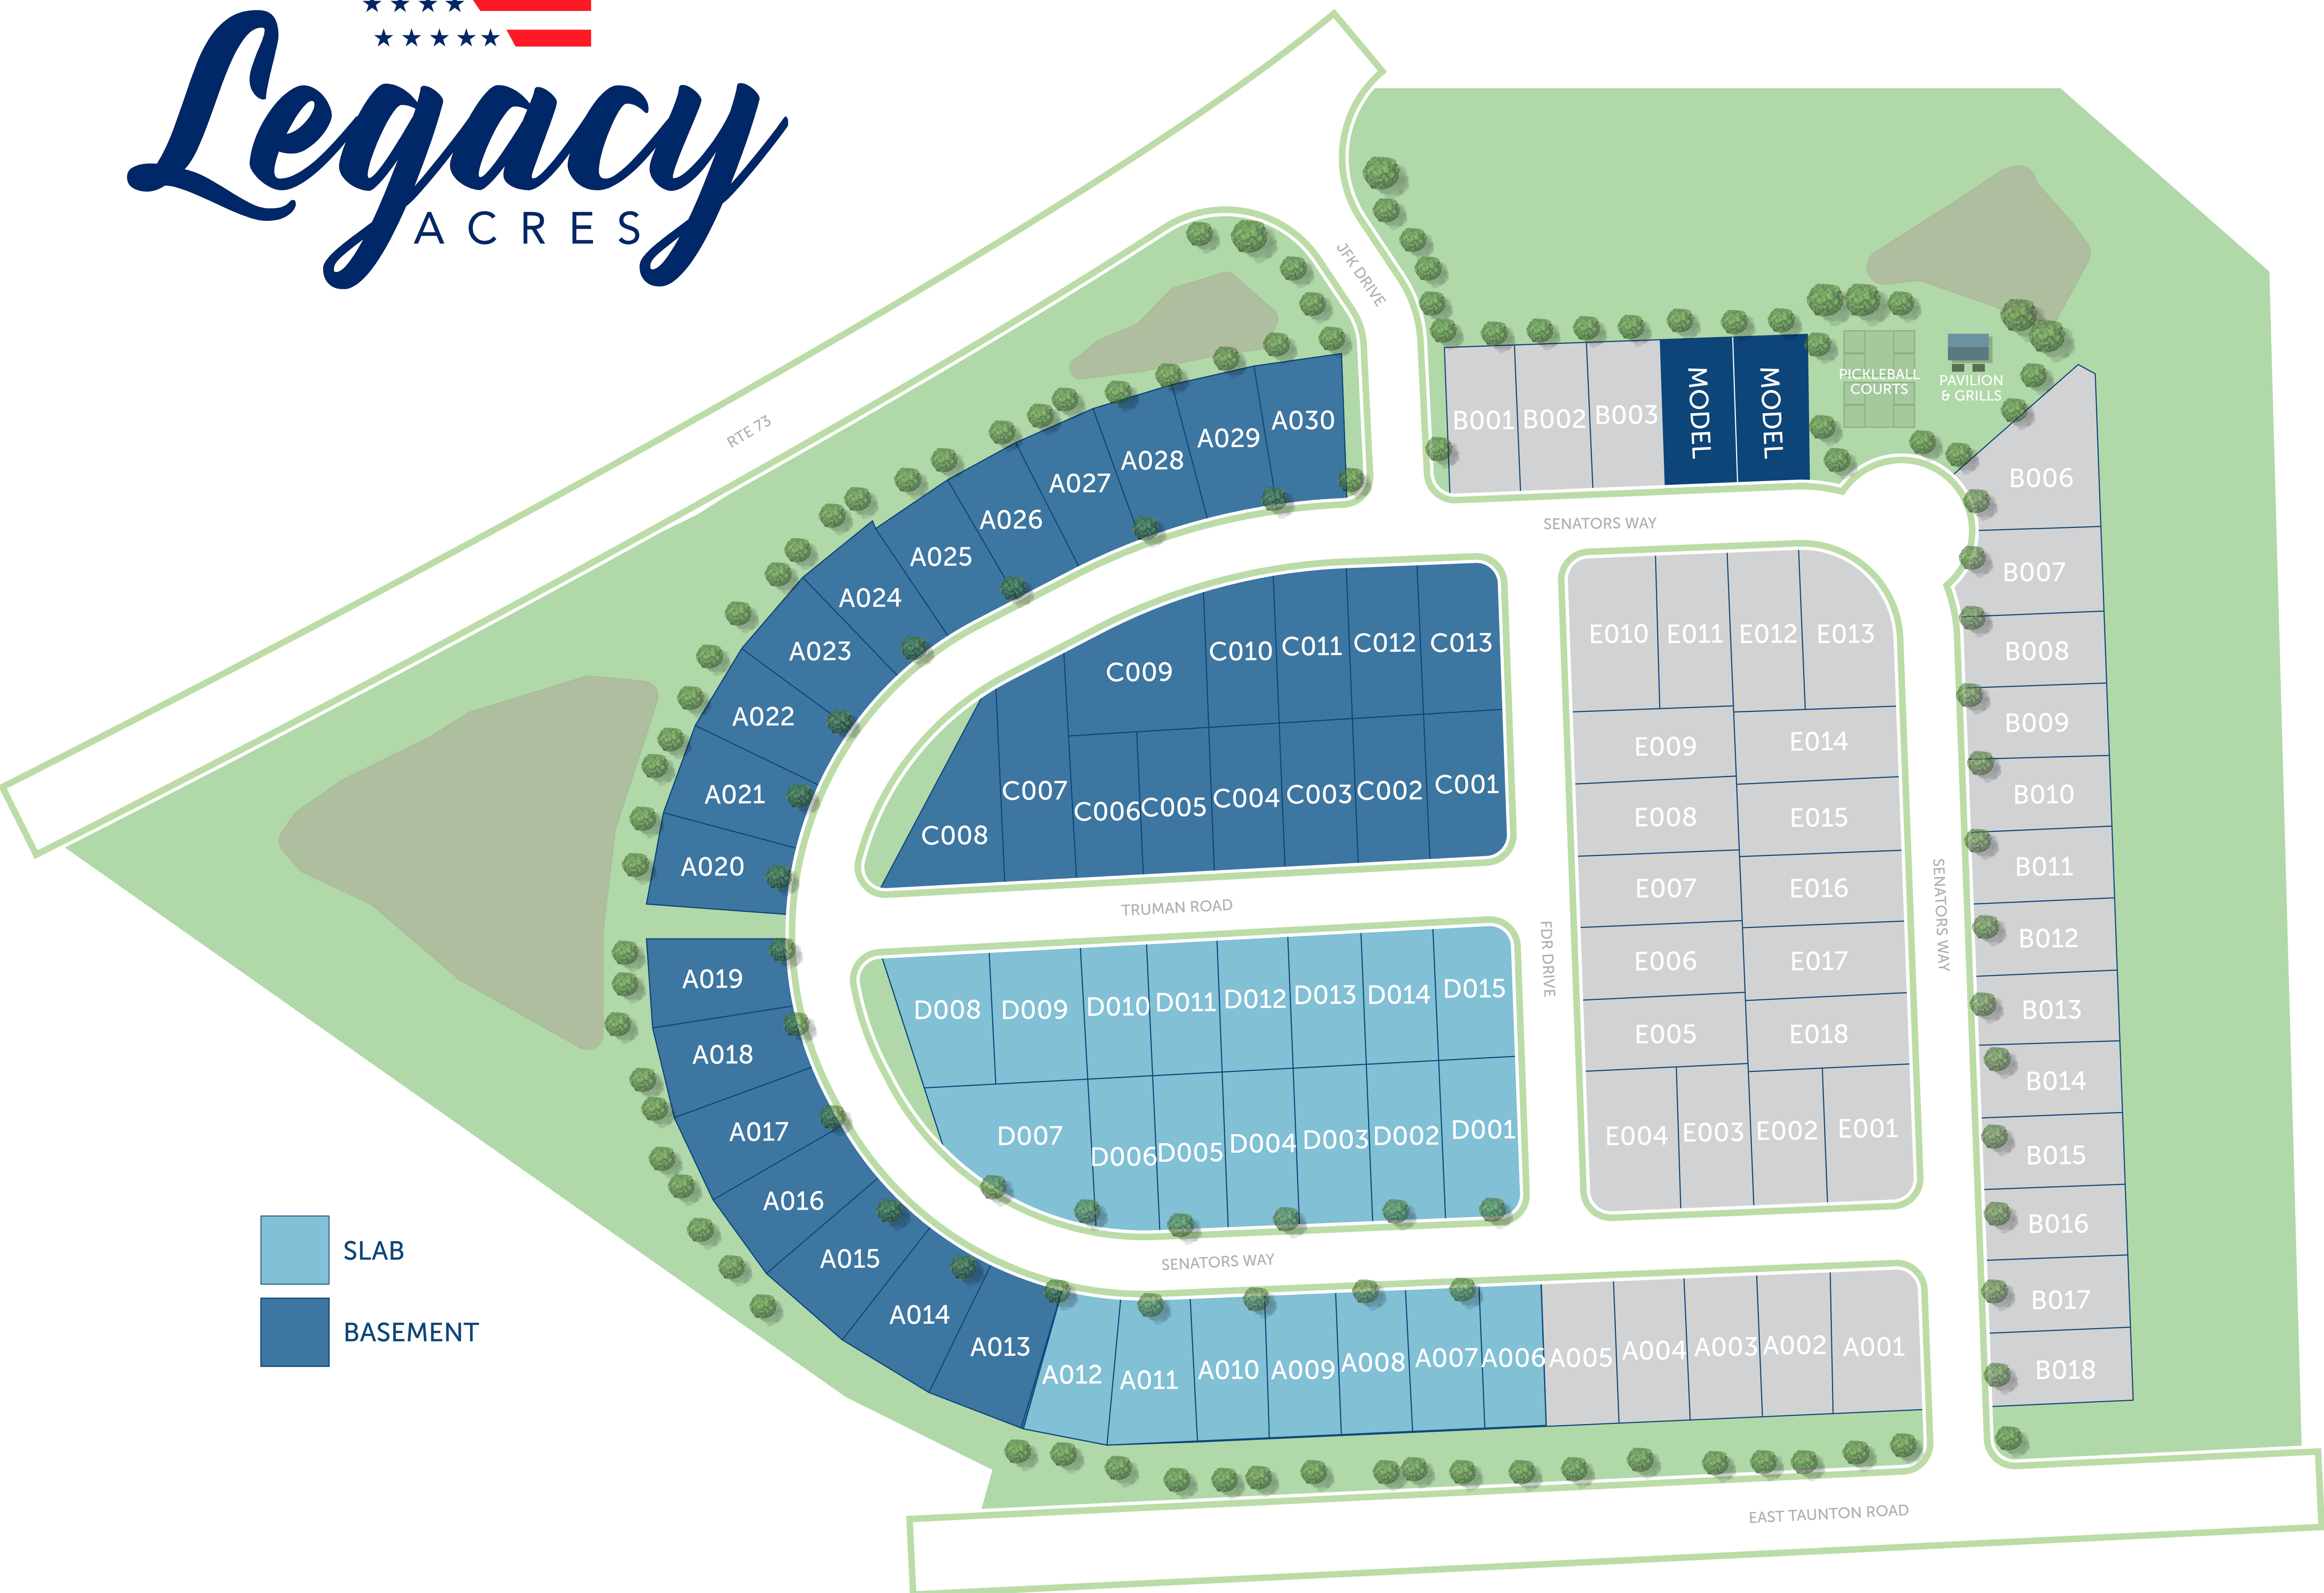 Legacy
ACRES
RTE 73
JFK DRIVE
A030
A029
A028
A027
A026
A025
A024
A023
A022
A021
A020
A019
A018
A017
A016
A015
A014
A013
A012
A011
A010
A009
A008
A007
A006
A005
A004
A003
A002
A001
B001
B002
B003
MODEL
MODEL
PICKLEBALL
COURTS
PAVILION
& GRILLS
SENATORS WAY
B006
B007
B008
B009
B010
B011
B012
B013
B014
B015
B016
B017
B018
C009
C010
C011
C012
C013
C008
C007
C006
C005
C004
C003
C002
C001
TRUMAN ROAD
D008
D009
D010
D011
D012
D013
D014
D015
D007
D006
D005
D004
D003
D002
D001
FDR DRIVE
E010
E011
E012
E013
E009
E014
E008
E015
E007
E016
E006
E017
E005
E018
E004
E003
E002
E001
SENATORS WAY
SENATORS WAY
SLAB
BASEMENT
EAST TAUNTON ROAD